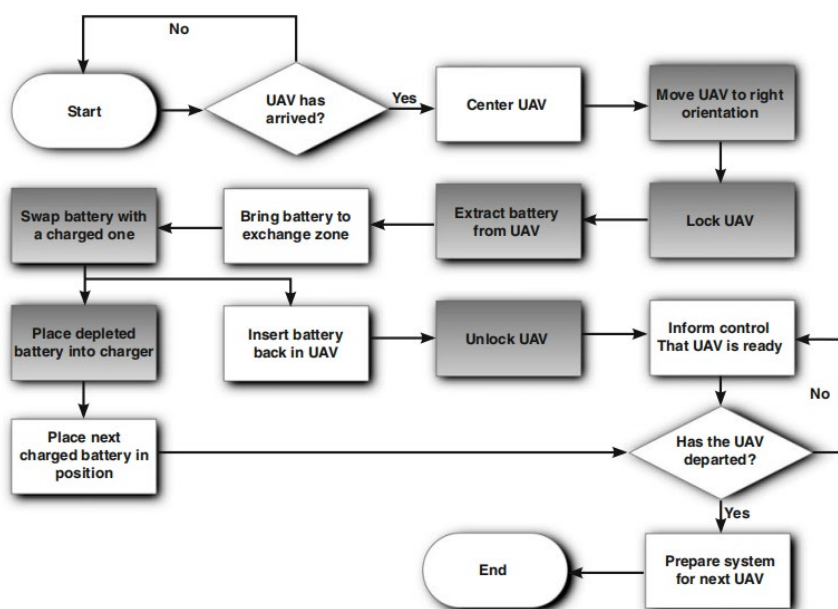 No
Start
UAV has
arrived?
Yes
Center UAV
Move UAV to right
orientation
Swap battery with
a charged one
Bring battery to
exchange zone
Extract battery
from UAV
Lock UAV
Place depleted
battery into charger
Insert battery
back in UAV
Unlock UAV
Inform control
That UAV is ready
No
Place next
charged battery in
position
Has the UAV
departed?
Yes
End
Prepare system
for next UAV